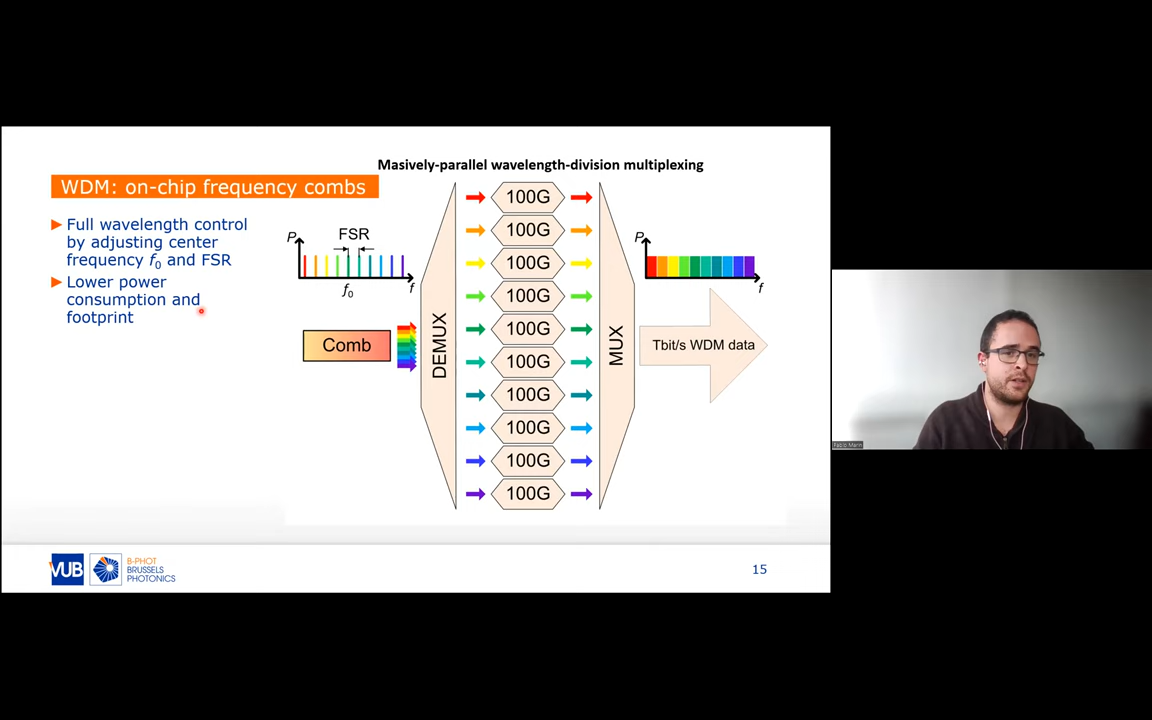 Masively-parallel wavelength-division multiplexing
WDM: on-chip frequency combs
Full wavelength control
by adjusting center
frequency f0 and FSR
Lower power
consumption and
footprint
P
FSR
f0
f
Comb
DEMUX
100G
100G
100G
100G
100G
100G
100G
100G
100G
100G
MUX
P
f
Tbit/s WDM data
VUB
B-PHOT
BRUSSELS
PHOTONICS
15